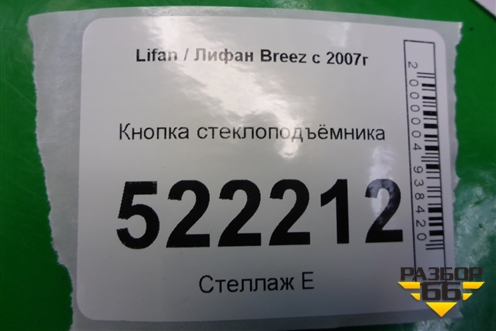 Lifan / Лифан Breez с 2007г
Кнопка стеклоподъёмника
522212
Стеллаж Е
2000004938420
РАЗБОР
66